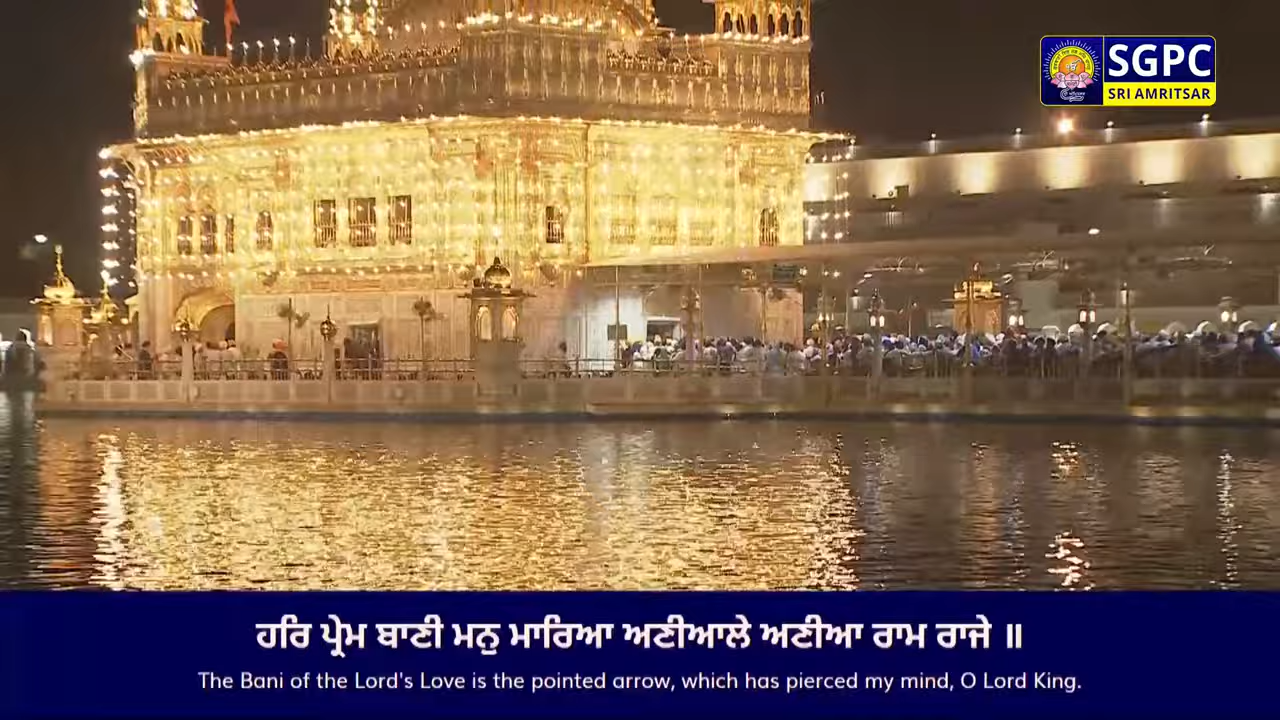 SGPC
SRI AMRITSAR
ਹਰਿ ਪ੍ਰੇਮ ਬਾਣੀ ਮਨੁ ਮਾਰਿਆ ਅਣੀਆਲੇ ਅਣੀਆ ਰਾਮ ਰਾਜੇ ॥
The Bani of the Lord's Love is the pointed arrow, which has pierced my mind, O Lord King.